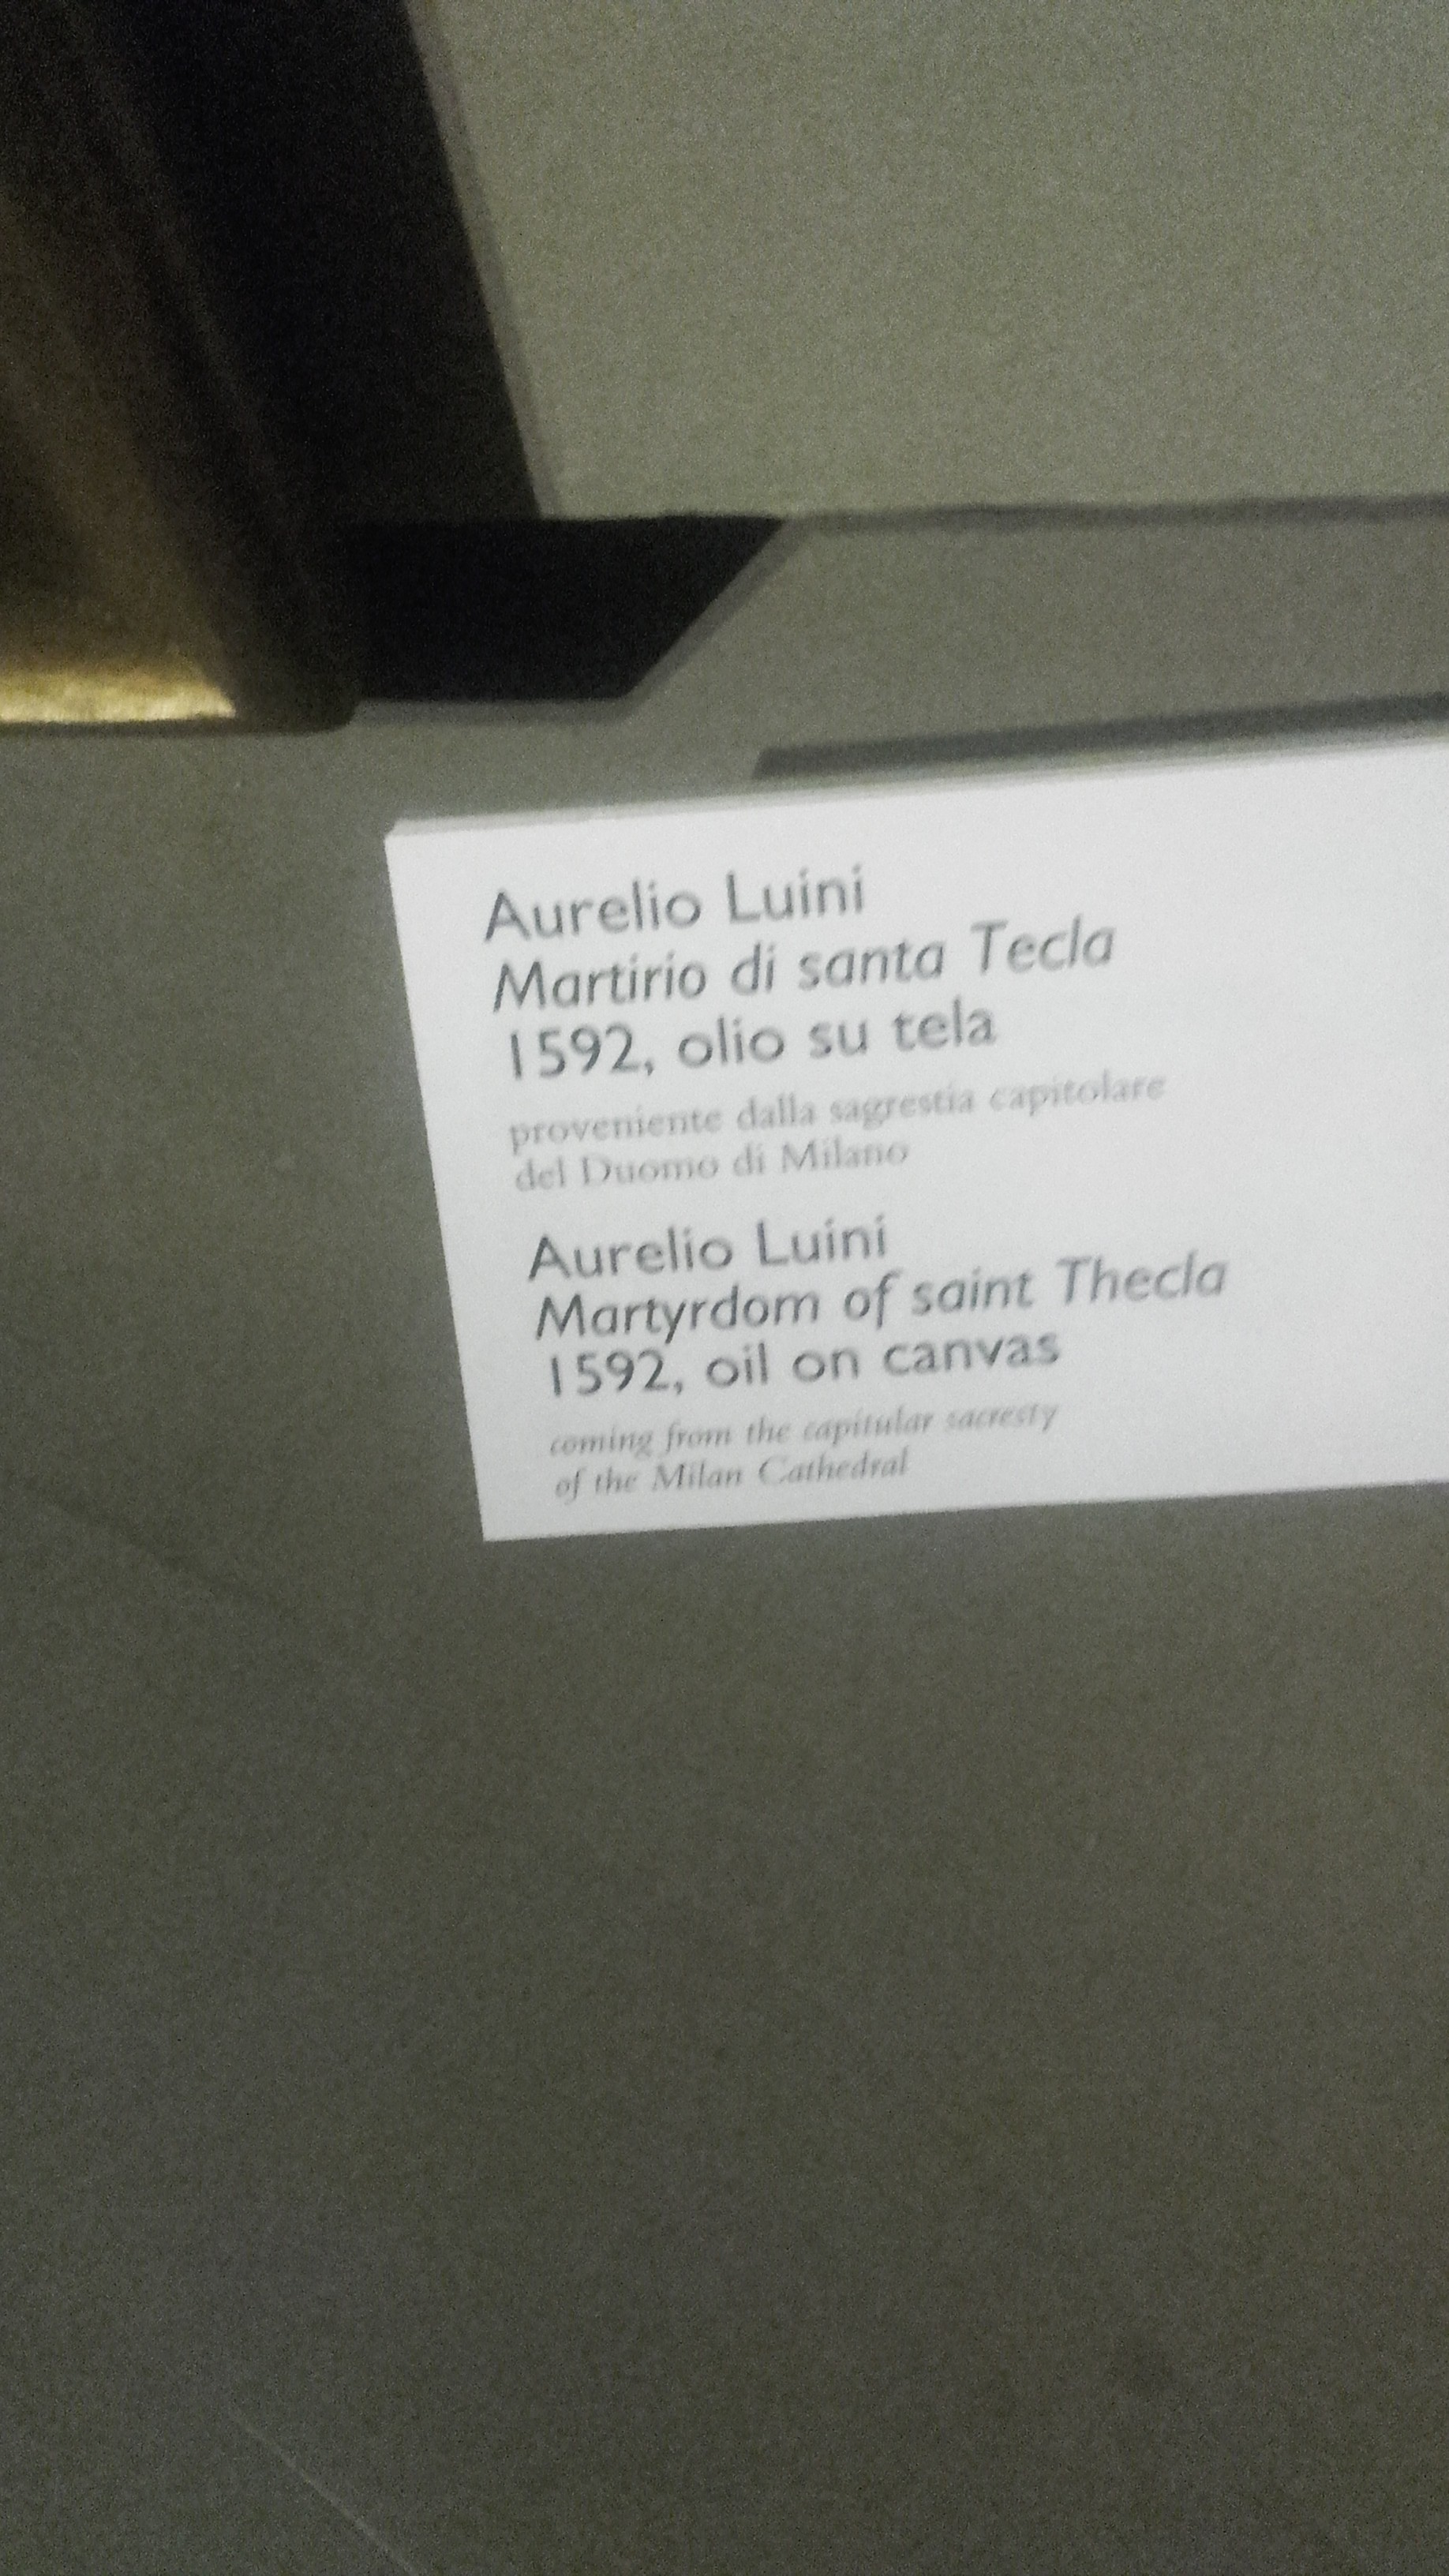 Aurelio Luini
Martirio di santa Tecla
1592, olio su tela
proveniente dalla sagrestia capitolare
del Duomo di Milano
Aurelio Luini
Martyrdom of saint Thecla
1592, oil on canvas
coming from the capitular sacresty
of the Milan Cathedral